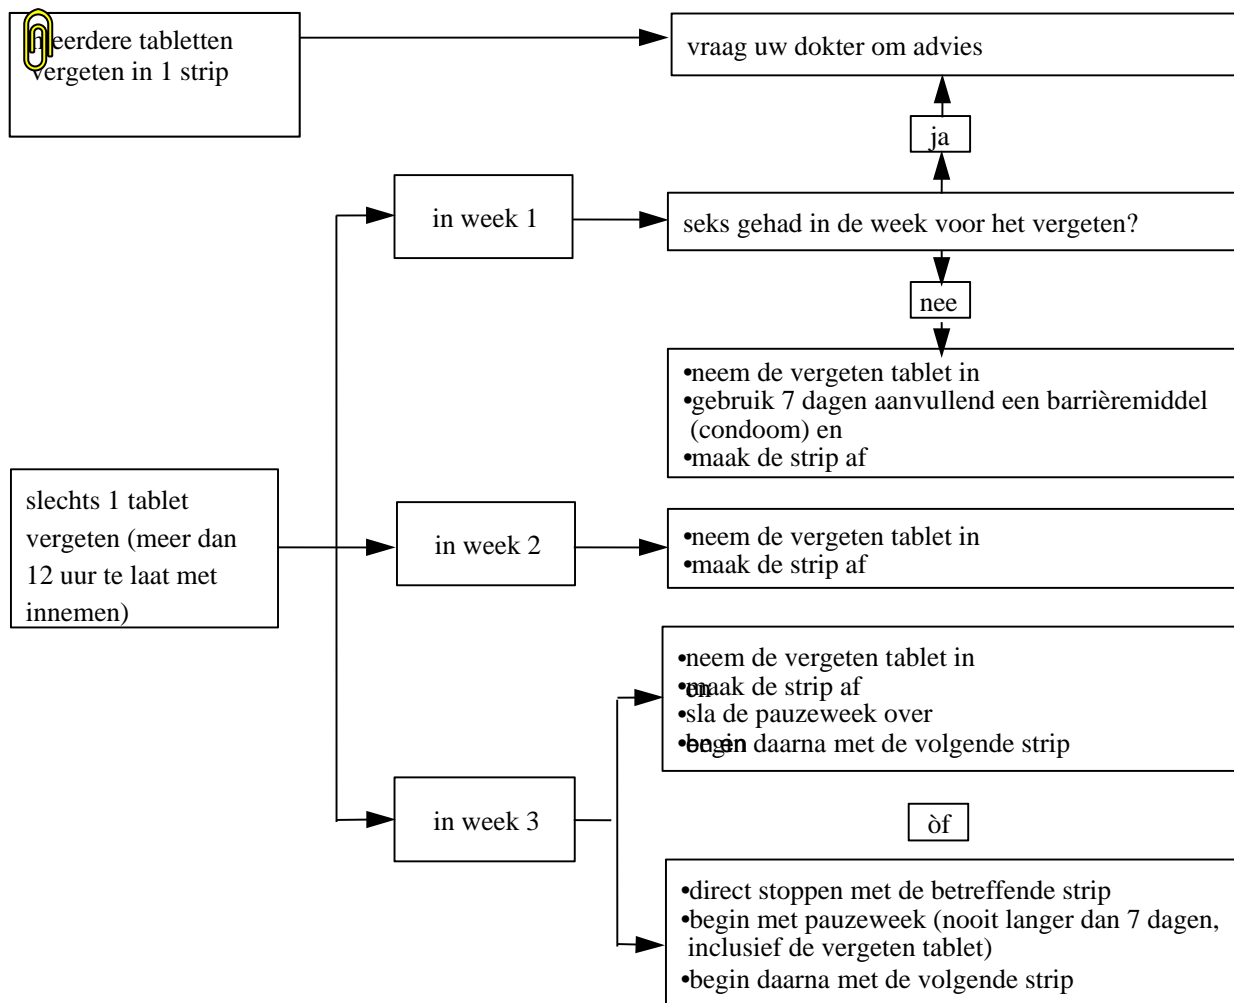 meerdere tabletten
vergeten in 1 strip
vraag uw dokter om advies
ja
in week 1
seks gehad in de week voor het vergeten?
nee
•neem de vergeten tablet in
•gebruik 7 dagen aanvullend een barrièremiddel
(condoom) en
•maak de strip af
slechts 1 tablet
vergeten (meer dan
12 uur te laat met
innemen)
in week 2
•neem de vergeten tablet in
•maak de strip af
•neem de vergeten tablet in
•maak de strip af
•sla de pauzeweek over
•begin daarna met de volgende strip
in week 3
òf
•direct stoppen met de betreffende strip
•begin met pauzeweek (nooit langer dan 7 dagen,
inclusief de vergeten tablet)
•begin daarna met de volgende strip